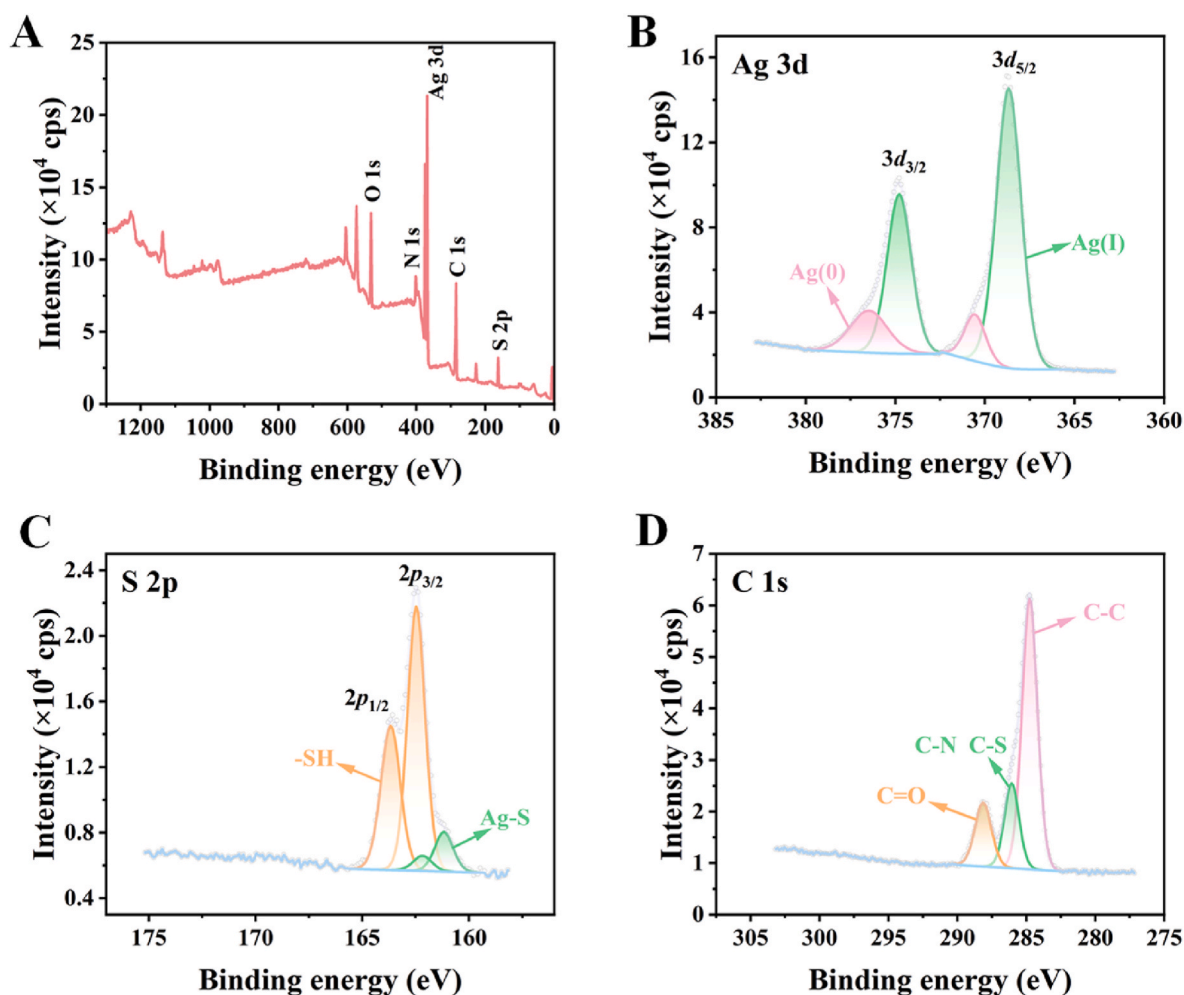 A
Intensity (×10⁴ cps)
25
20
15
10
5
0
O 1s
N 1s
Ag 3d
C 1s
S 2p
1200 1000 800 600 400 200 0
Binding energy (eV)
B
Ag 3d
Intensity (×10⁴ cps)
16
12
8
4
0
3d5/2
3d3/2
Ag(I)
Ag(0)
385 380 375 370 365 360
Binding energy (eV)
C
S 2p
Intensity (×10⁴ cps)
2.4
2.0
1.6
1.2
0.8
0.4
2p3/2
2p1/2
-SH
Ag-S
175 170 165 160
Binding energy (eV)
D
C 1s
Intensity (×10⁴ cps)
7
6
5
4
3
2
1
0
C-C
C-N C-S
C=O
305 300 295 290 285 280 275
Binding energy (eV)